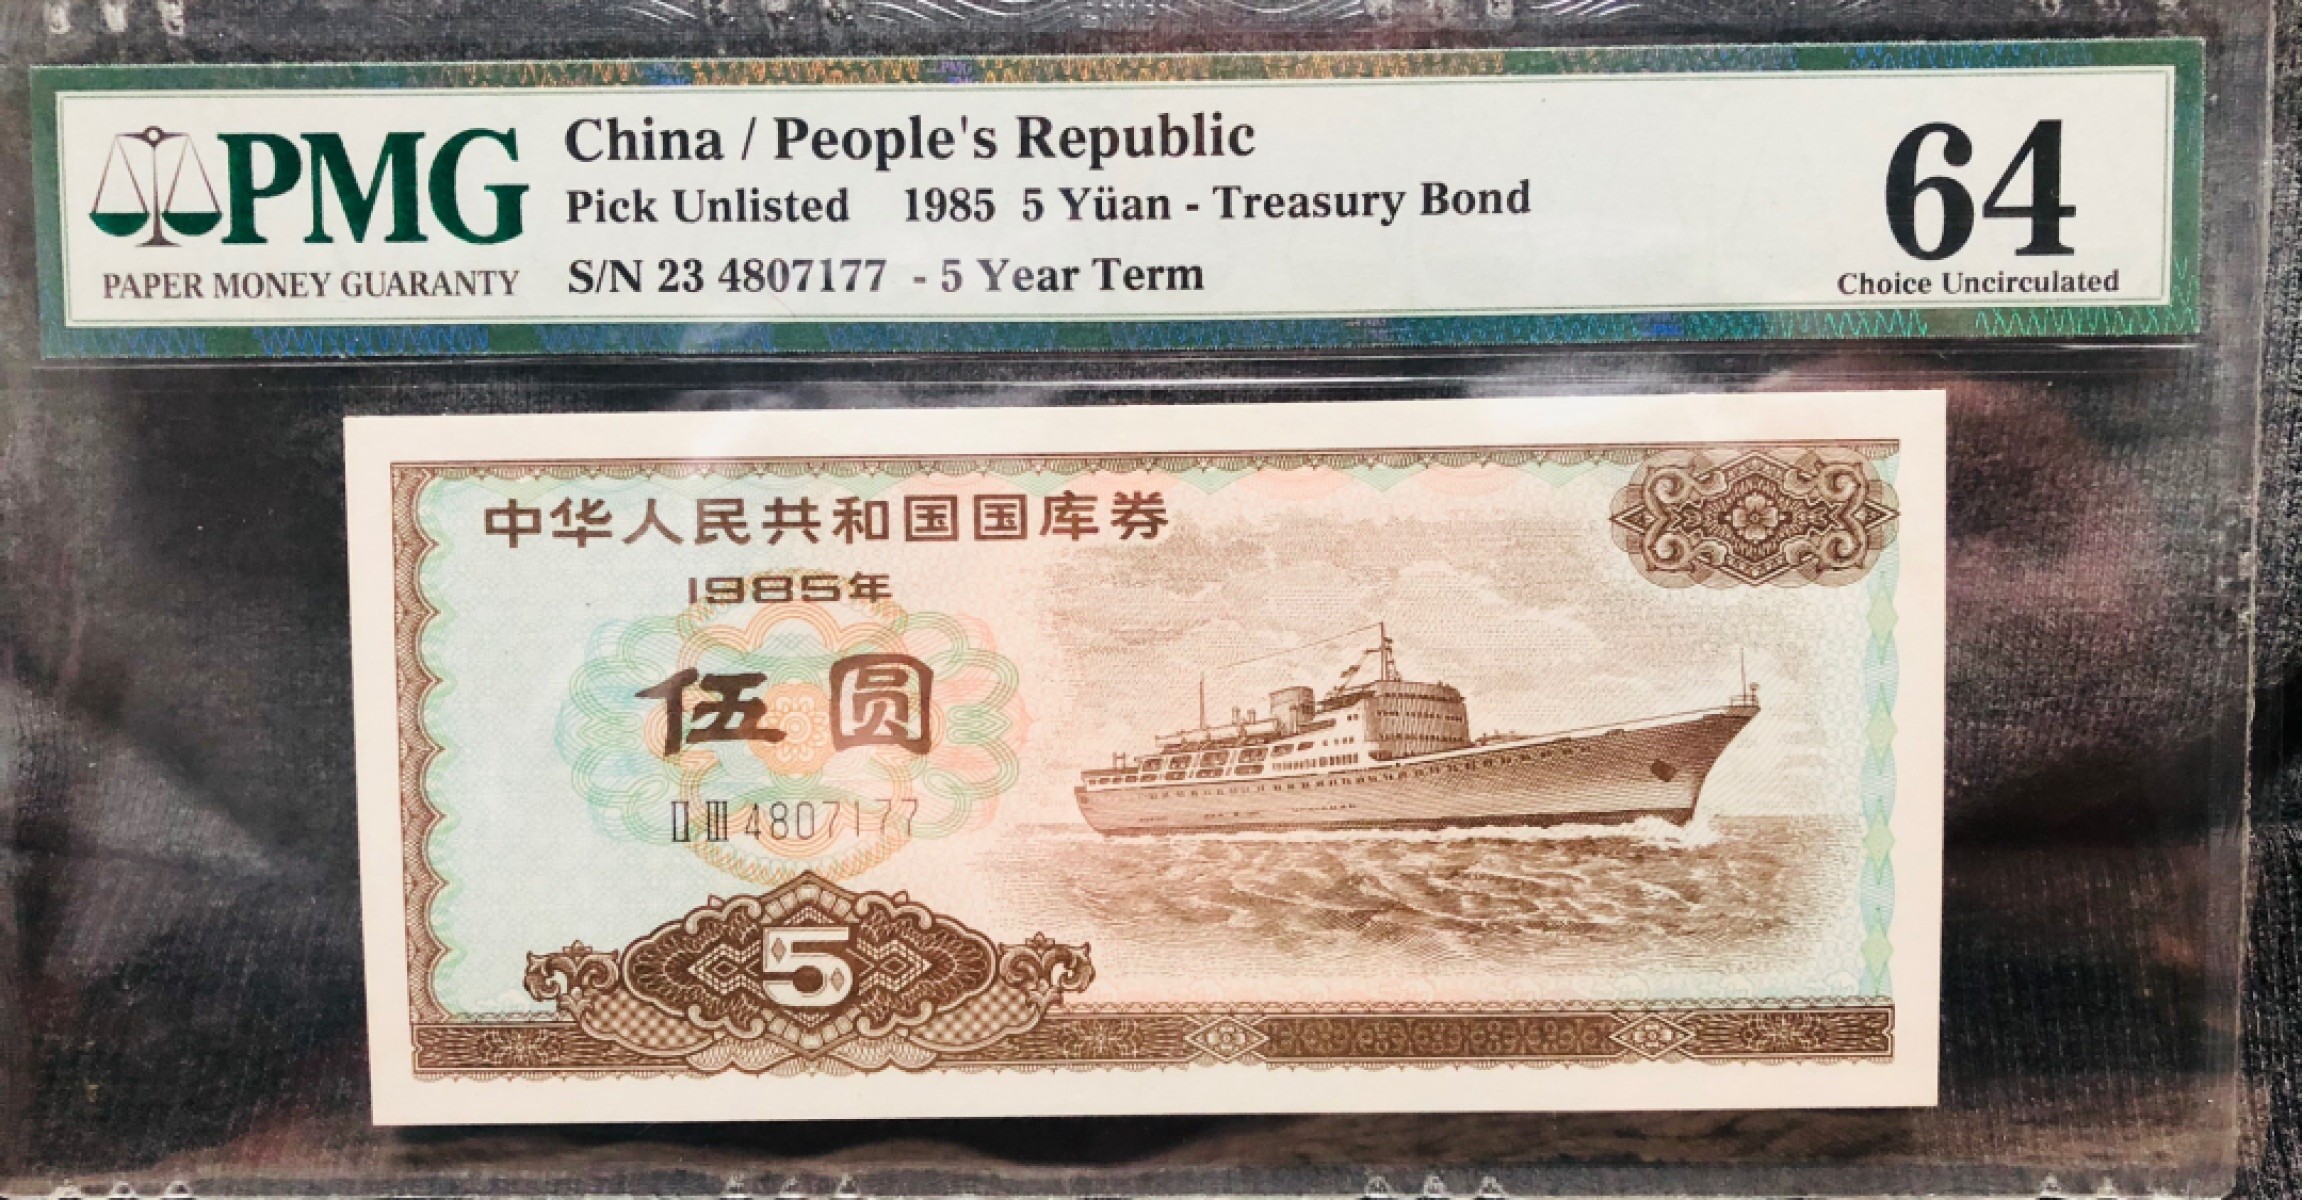 PMG
PAPER MONEY GUARANTY
China / People's Republic
Pick Unlisted 1985 5 Yüan - Treasury Bond
S/N 23 4807177 - 5 Year Term
64
Choice Uncirculated
中华人民共和国国库券
1985年
伍圆
II III 4807177
5